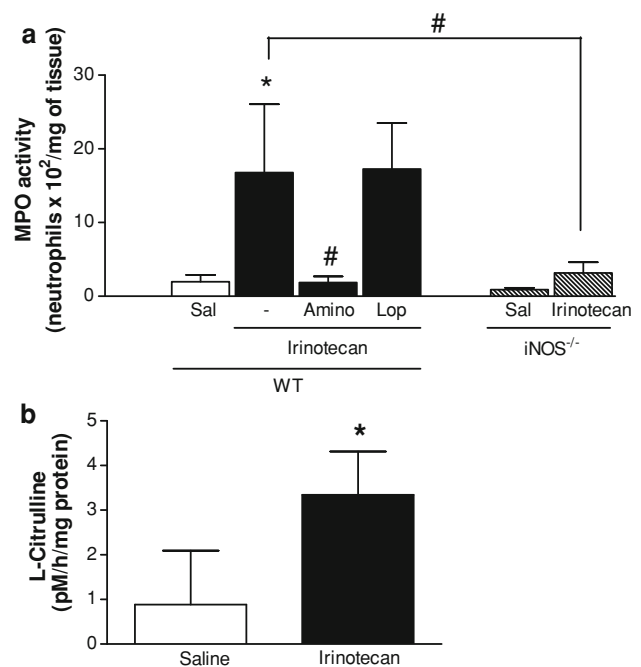 a
#
MPO activity
(neutrophils x 10²/mg of tissue)
30
20
10
0
*
#
Sal - Amino Lop Sal Irinotecan
Irinotecan iNOS⁻/⁻
WT
b
L-Citrulline
(pM/h/mg protein)
5
4
3
2
1
0
*
Saline Irinotecan